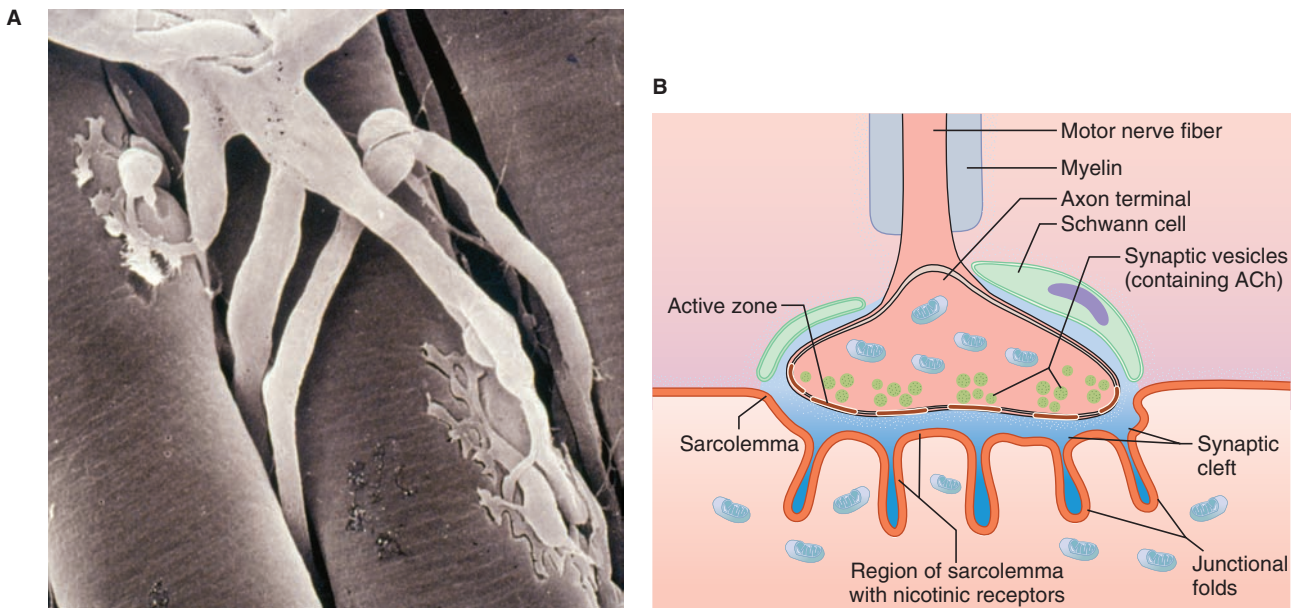 A
B
Motor nerve fiber
Myelin
Axon terminal
Schwann cell
Synaptic vesicles
(containing ACh)
Active zone
Sarcolemma
Synaptic
cleft
Region of sarcolemma
with nicotinic receptors
Junctional
folds